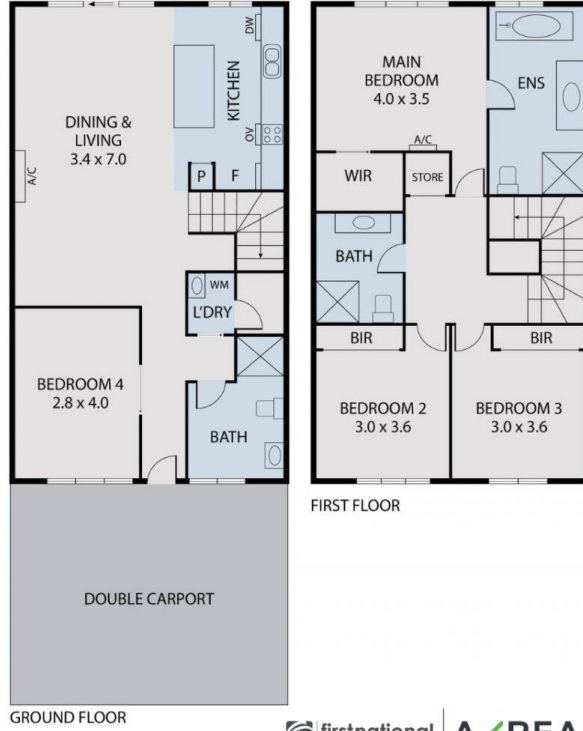 DINING &
LIVING
3.4 x 7.0
A/C
KITCHEN
DW
OV
P
F
WM
L'DRY
BEDROOM 4
2.8 x 4.0
BATH
DOUBLE CARPORT
GROUND FLOOR
MAIN
BEDROOM
4.0 x 3.5
A/C
ENS
WIR
STORE
BATH
BIR
BIR
BEDROOM 2
3.0 x 3.6
BEDROOM 3
3.0 x 3.6
FIRST FLOOR
firstnational